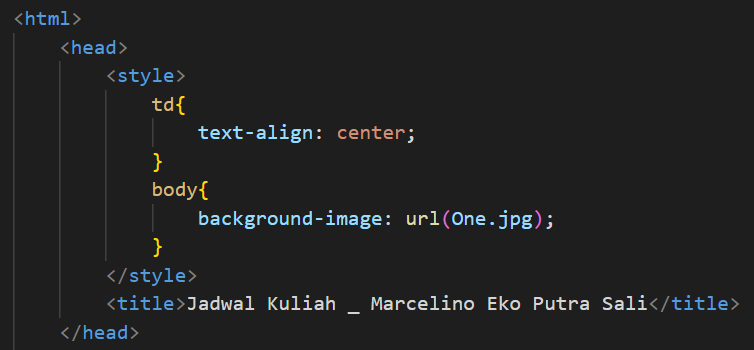 <html>
<head>
<style>
td{
text-align: center;
}
body{
background-image: url(One.jpg);
}
</style>
<title>Jadwal Kuliah _ Marcelino Eko Putra Sali</title>
</head>